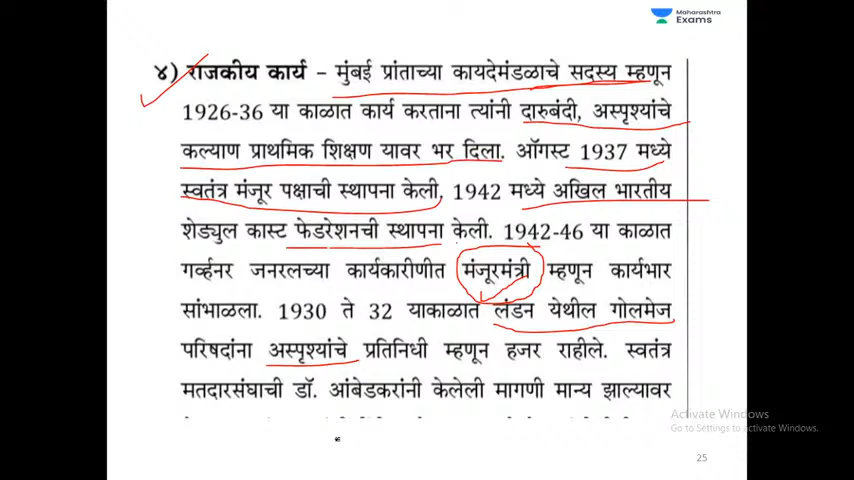 Maharashtra
Exams
४) राजकीय कार्य – मुंबई प्रांताच्या कायदेमंडळाचे सदस्य म्हणून
1926-36 या काळात कार्य करताना त्यांनी दारुबंदी, अस्पृश्यांचे
कल्याण प्राथमिक शिक्षण यावर भर दिला. ऑगस्ट 1937 मध्ये
स्वतंत्र मंजूर पक्षाची स्थापना केली, 1942 मध्ये अखिल भारतीय
शेड्युल कास्ट फेडरेशनची स्थापना केली. 1942-46 या काळात
गर्व्हनर जनरलच्या कार्यकारीणीत मंजूरमंत्री म्हणून कार्यभार
सांभाळला. 1930 ते 32 याकाळात लंडन येथील गोलमेज
परिषदांना अस्पृश्यांचे प्रतिनिधी म्हणून हजर राहीले. स्वतंत्र
मतदारसंघाची डॉ. आंबेडकरांनी केलेली मागणी मान्य झाल्यावर
Activate Windows
Go to Settings to activate Windows.
25